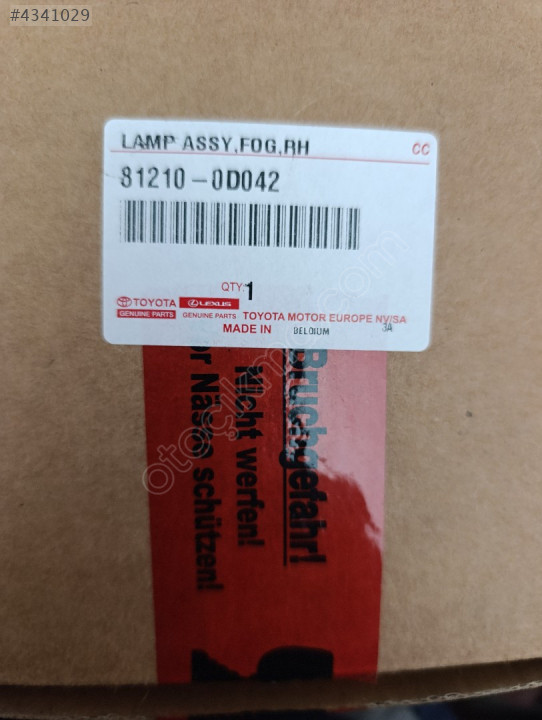 #4341029
LAMP ASSY,FOG,RH
CC
81210-0D042
QTY 1
TOYOTA LEXUS
GENUINE PARTS GENUINE PARTS TOYOTA MOTOR EUROPE NV/SA
MADE IN BELGIUM 3A
Bruchgefahr!
Nicht werfen!
Vor Nässe schützen!
otocikma.com